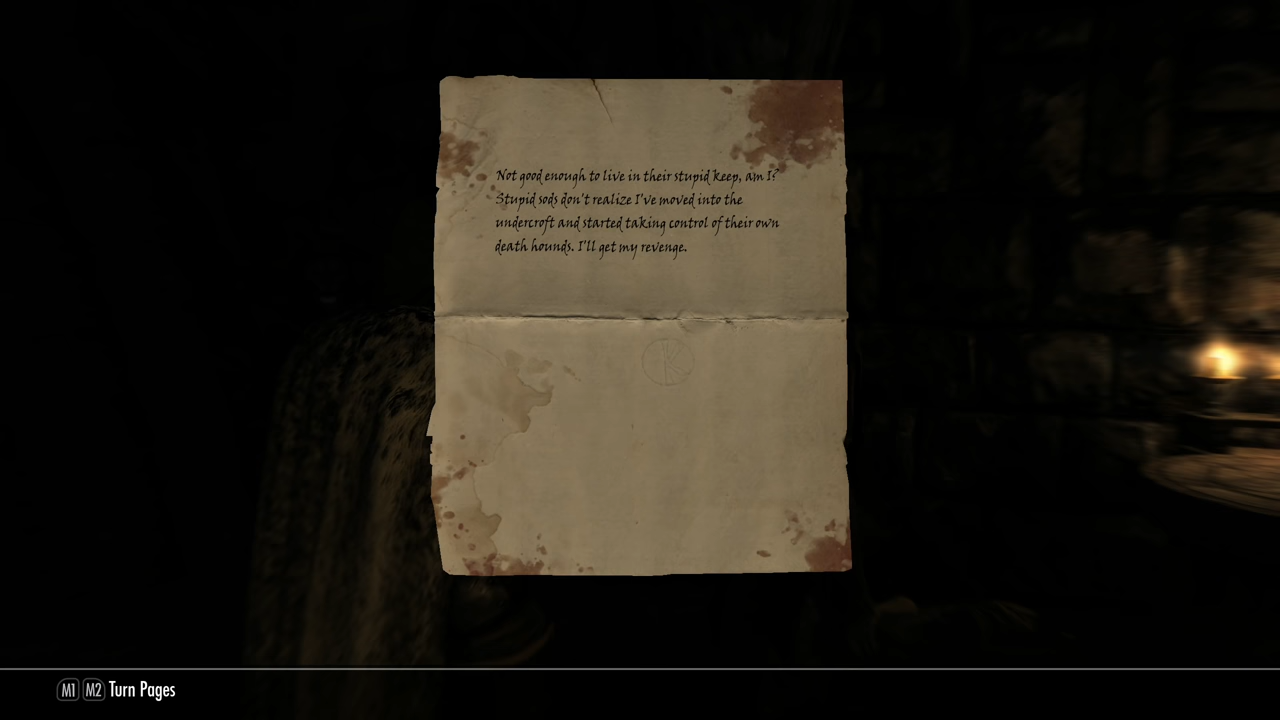 Not good enough to live in their stupid keep, am I?
Stupid sods don't realize I've moved into the
undercroft and started taking control of their own
death hounds. I'll get my revenge.
K
M1 M2 Turn Pages